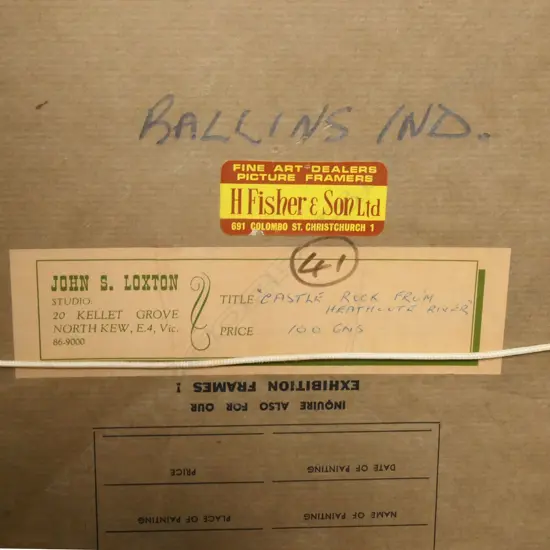 BALLINS IND.
FINE ART DEALERS
PICTURE FRAMERS
H Fisher & Son Ltd
691 COLOMBO ST. CHRISTCHURCH 1
41
JOHN S. LOXTON
STUDIO:
20 KELLET GROVE
NORTH KEW, E.4, Vic.
86-9000
TITLE "CASTLE ROCK FROM
HEATHCOTE RIVER"
PRICE 100 GNS
EXHIBITION FRAMES !
INQUIRE ALSO FOR OUR
PRICE
DATE OF PAINTING
PLACE OF PAINTING
NAME OF PAINTING